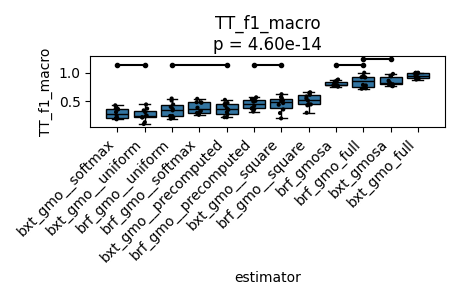 TT_f1_macro
p = 4.60e-14
TT_f1_macro
1.0
0.5
bxt_gmo__softmax
bxt_gmo__uniform
brf_gmo__uniform
brf_gmo__softmax
bxt_gmo__precomputed
brf_gmo__precomputed
bxt_gmo__square
brf_gmo__square
brf_gmosa
brf_gmo_full
bxt_gmosa
bxt_gmo_full
estimator